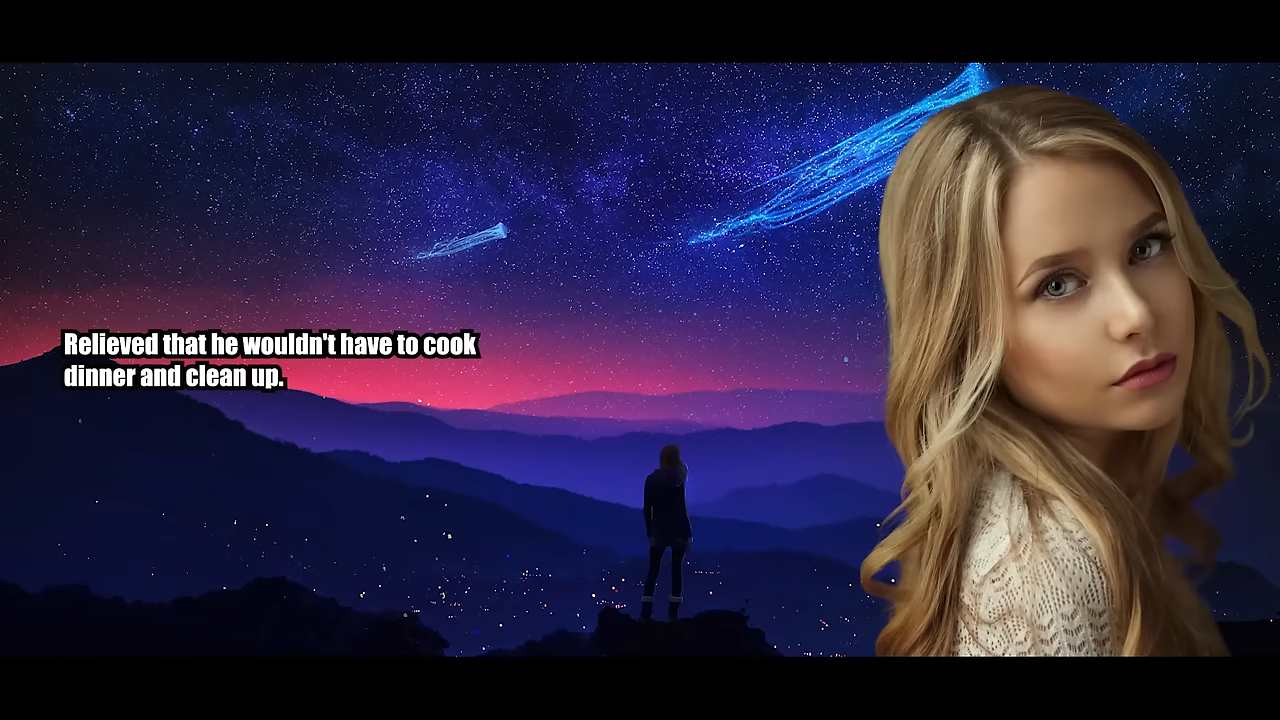 Relieved that he wouldn't have to cook
dinner and clean up.